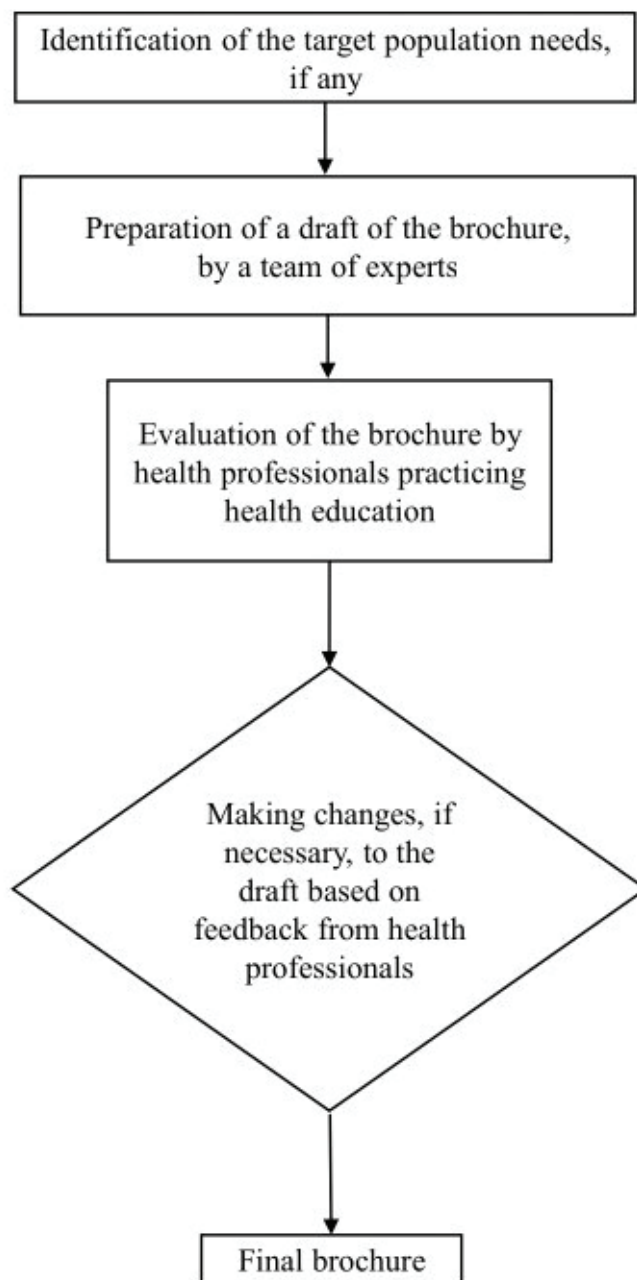 Identification of the target population needs,
if any
Preparation of a draft of the brochure,
by a team of experts
Evaluation of the brochure by
health professionals practicing
health education
Making changes, if
necessary, to the
draft based on
feedback from health
professionals
Final brochure